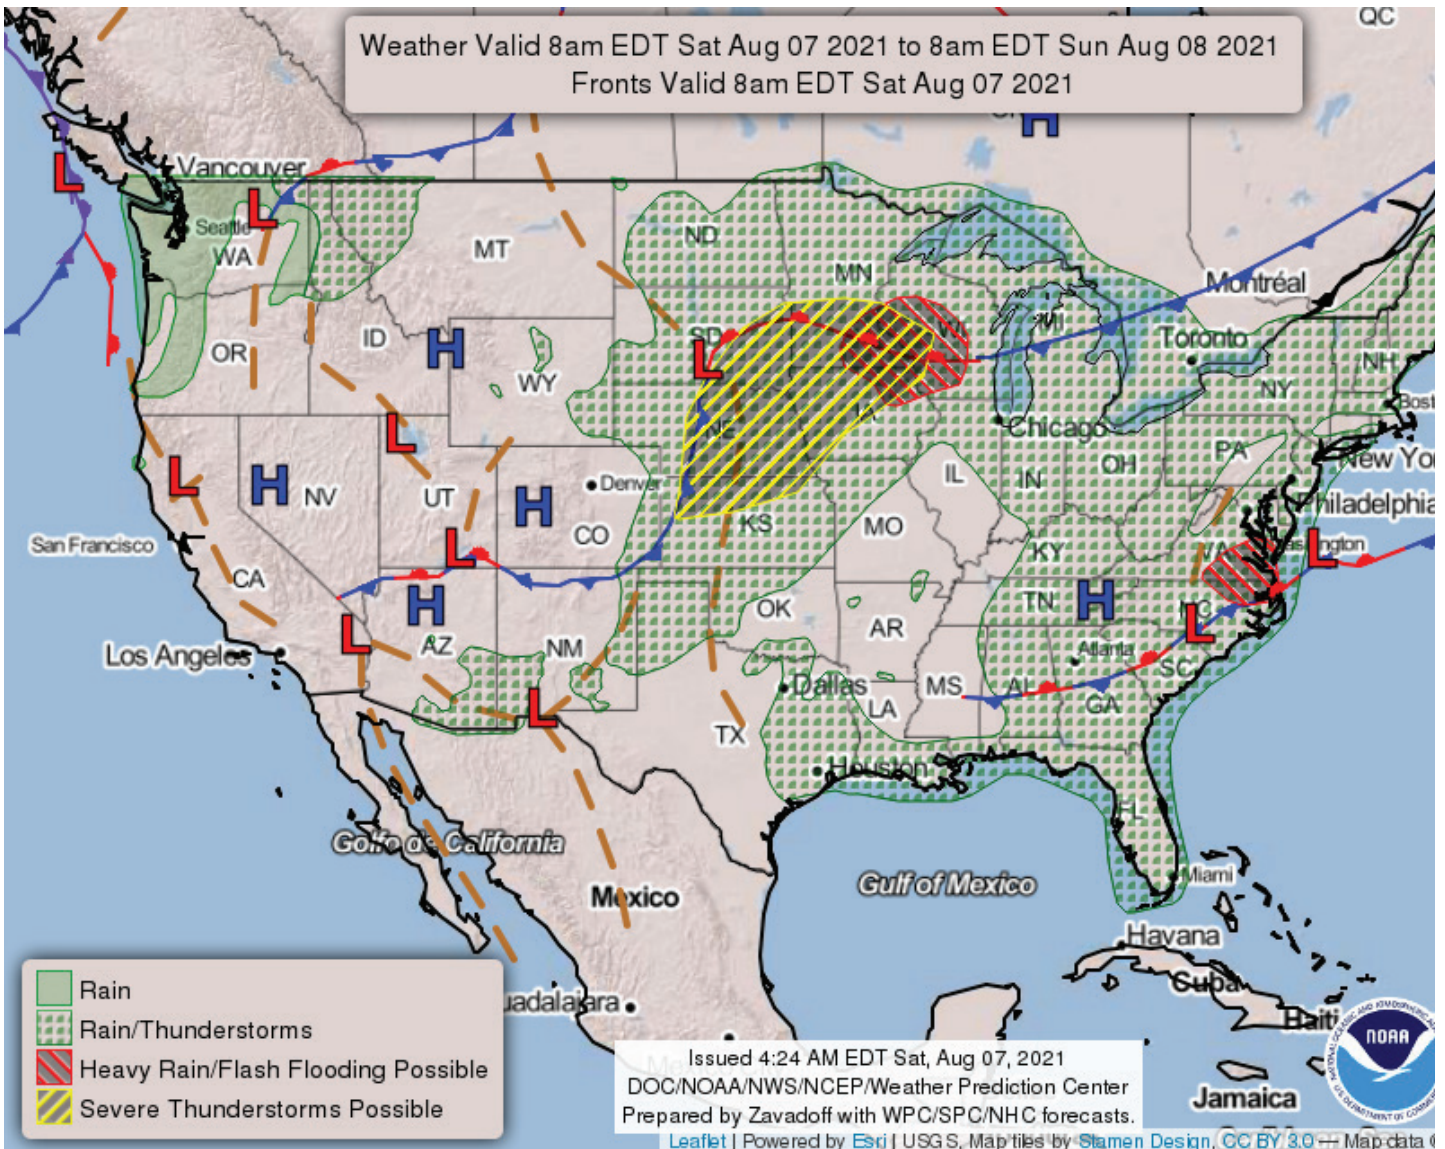 Weather Valid 8am EDT Sat Aug 07 2021 to 8am EDT Sun Aug 08 2021
Fronts Valid 8am EDT Sat Aug 07 2021
QC
H
Vancouver
L
L
Seattle
WA
MT
ND
MN
Montréal
OR
ID
H
WY
SD
L
WI
MI
Toronto
NY
NH
NE
IA
Chicago
L
L
H
NV
UT
H
Denver
CO
KS
MO
IL
IN
OH
PA
New Yo
Philadelphia
San Francisco
CA
L
H
AZ
NM
OK
AR
KY
TN
H
VA
NC
L
L
Los Angeles
L
L
TX
Dallas
LA
MS
AL
Atlanta
GA
SC
Houston
FL
Miami
Golfo de California
Mexico
Gulf of Mexico
Havana
Cuba
Haiti
Jamaica
uadalajara
Rain
Rain/Thunderstorms
Heavy Rain/Flash Flooding Possible
Severe Thunderstorms Possible
Issued 4:24 AM EDT Sat, Aug 07, 2021
DOC/NOAA/NWS/NCEP/Weather Prediction Center
Prepared by Zavadoff with WPC/SPC/NHC forecasts.
NOAA
Leaflet | Powered by Esri | USGS, Map tiles by Stamen Design, CC BY 3.0 — Map data ©